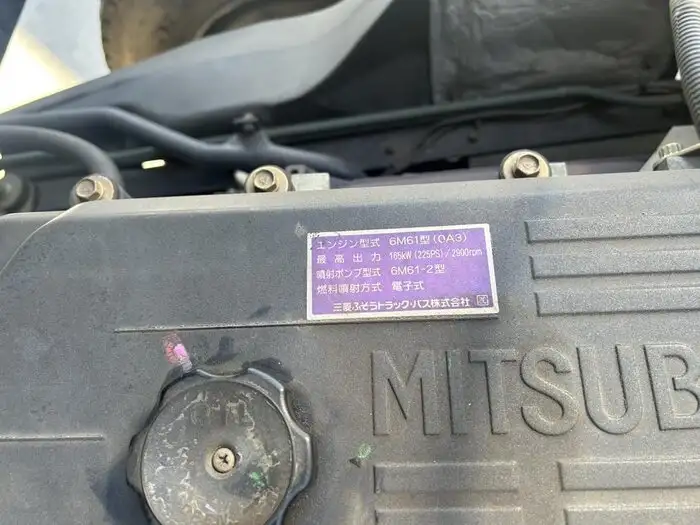 エンジン型式 6M61型(0A3)
最高出力 165kW(225PS)/2900rpm
噴射ポンプ型式 6M61-2型
燃料噴射方式 電子式
三菱ふそうトラック・バス株式会社
MITSUB